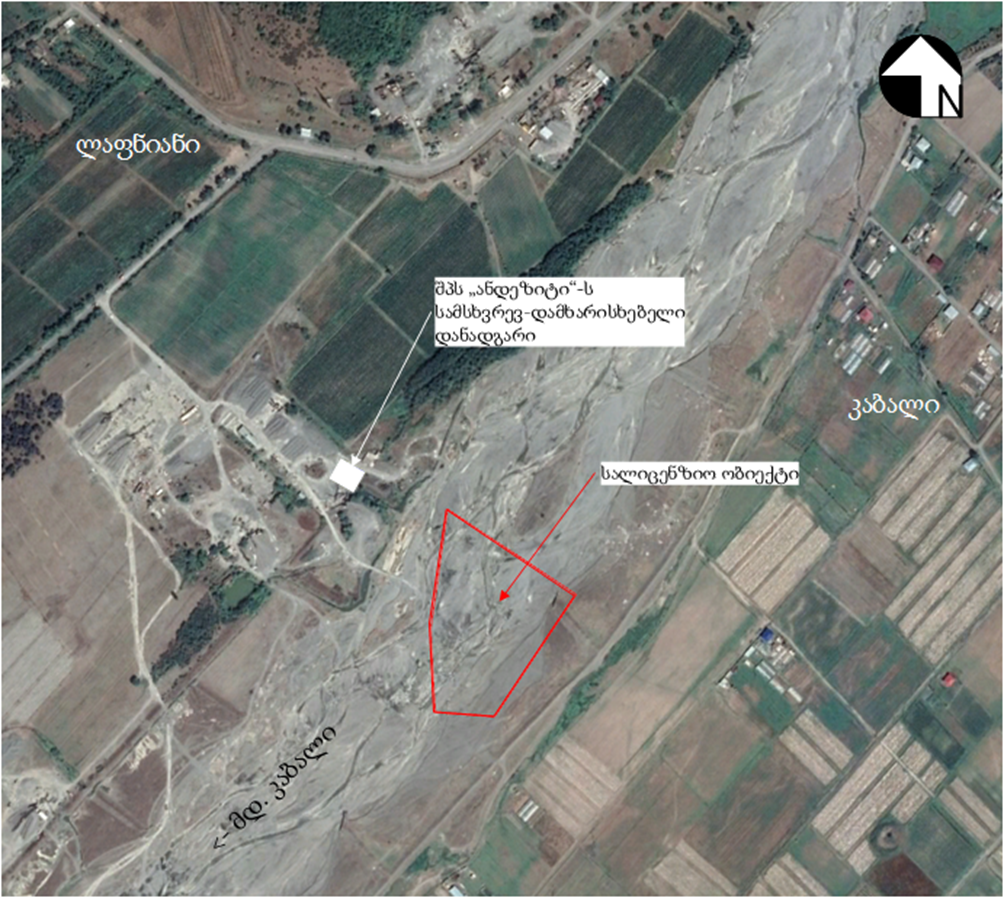 N
ლაფნიანი
შპს „ანდეზიტი“-ს
სამსხვრევ-დამხარისხებელი
დანადგარი
კაბალი
სალიცენზიო ობიექტი
<- მდ. კაბალი